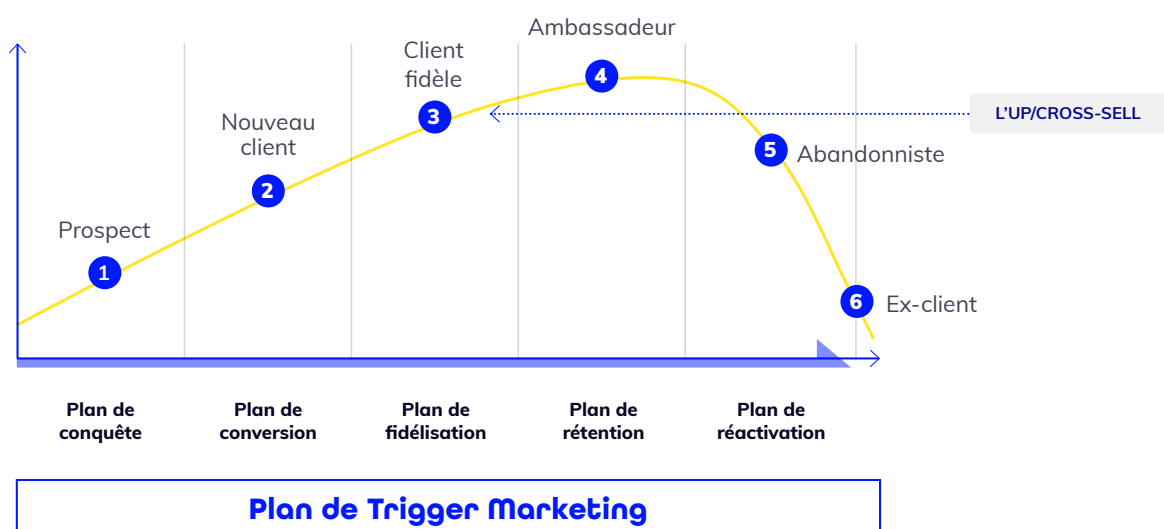 Ambassadeur
Client
fidèle
4
3
L'UP/CROSS-SELL
Nouveau
client
5
Abandonniste
2
Prospect
1
6
Ex-client
Plan de
conquête
Plan de
conversion
Plan de
fidélisation
Plan de
rétention
Plan de
réactivation
Plan de Trigger Marketing